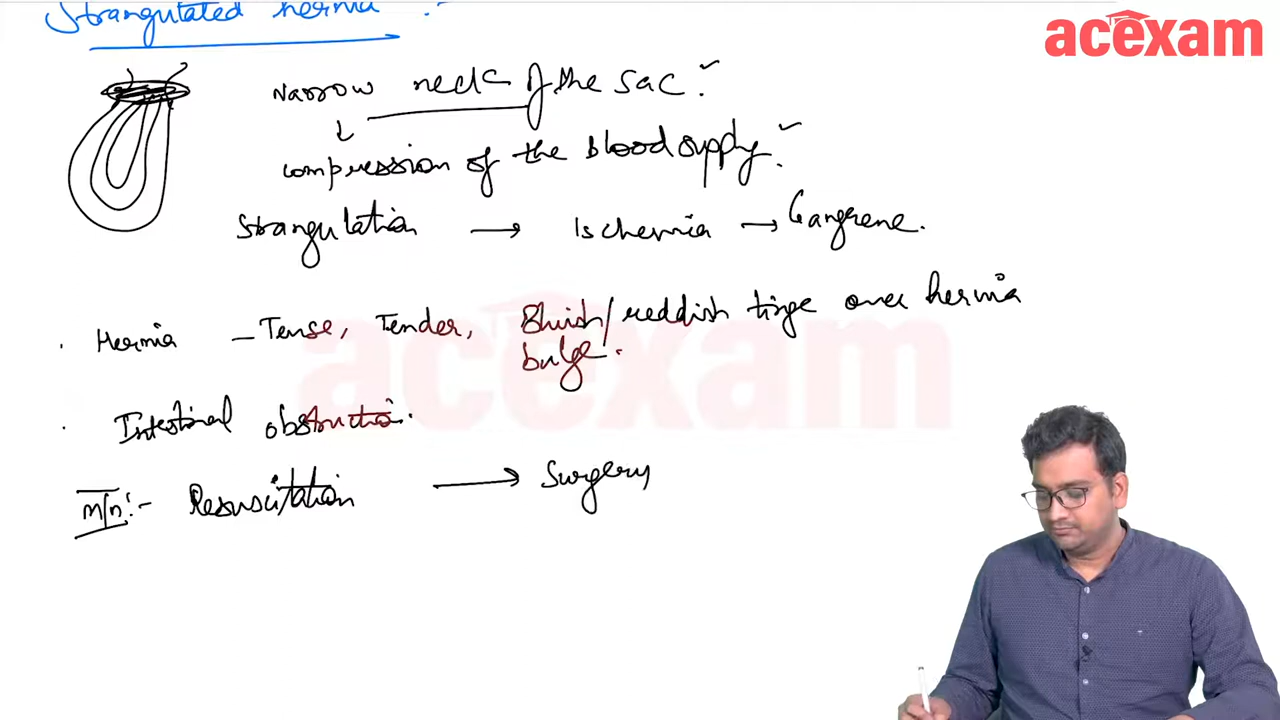 Strangulated hernia :-
acexam
Narrow neck of the sac.
↓
compression of the blood supply.
Strangulation → Ischemia → Gangrene.
. Hernia – Tense, Tender, Bluish/reddish tinge over hernia
bulge.
. Intestinal obstruction.
m/n:- Resuscitation → Surgery
acexam